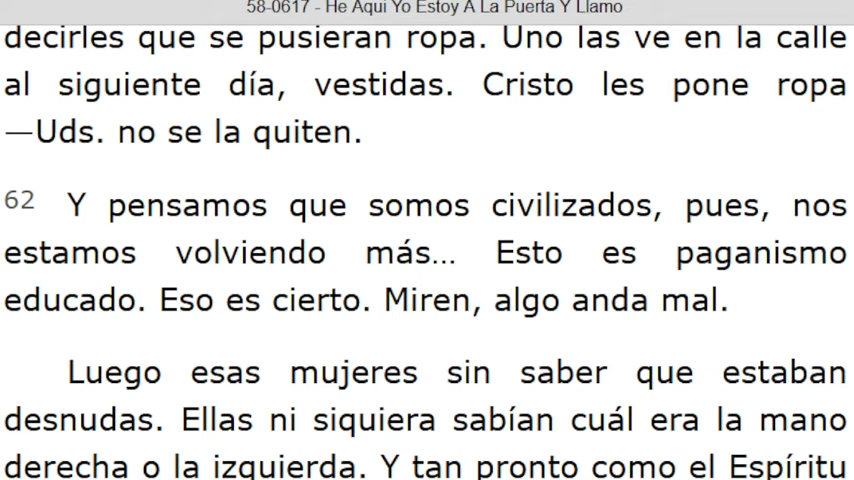 58-0617 - He Aqui Yo Estoy A La Puerta Y Llamo
decirles que se pusieran ropa. Uno las ve en la calle
al siguiente día, vestidas. Cristo les pone ropa
—Uds. no se la quiten.
62 Y pensamos que somos civilizados, pues, nos
estamos volviendo más... Esto es paganismo
educado. Eso es cierto. Miren, algo anda mal.
Luego esas mujeres sin saber que estaban
desnudas. Ellas ni siquiera sabían cuál era la mano
derecha o la izquierda. Y tan pronto como el Espíritu